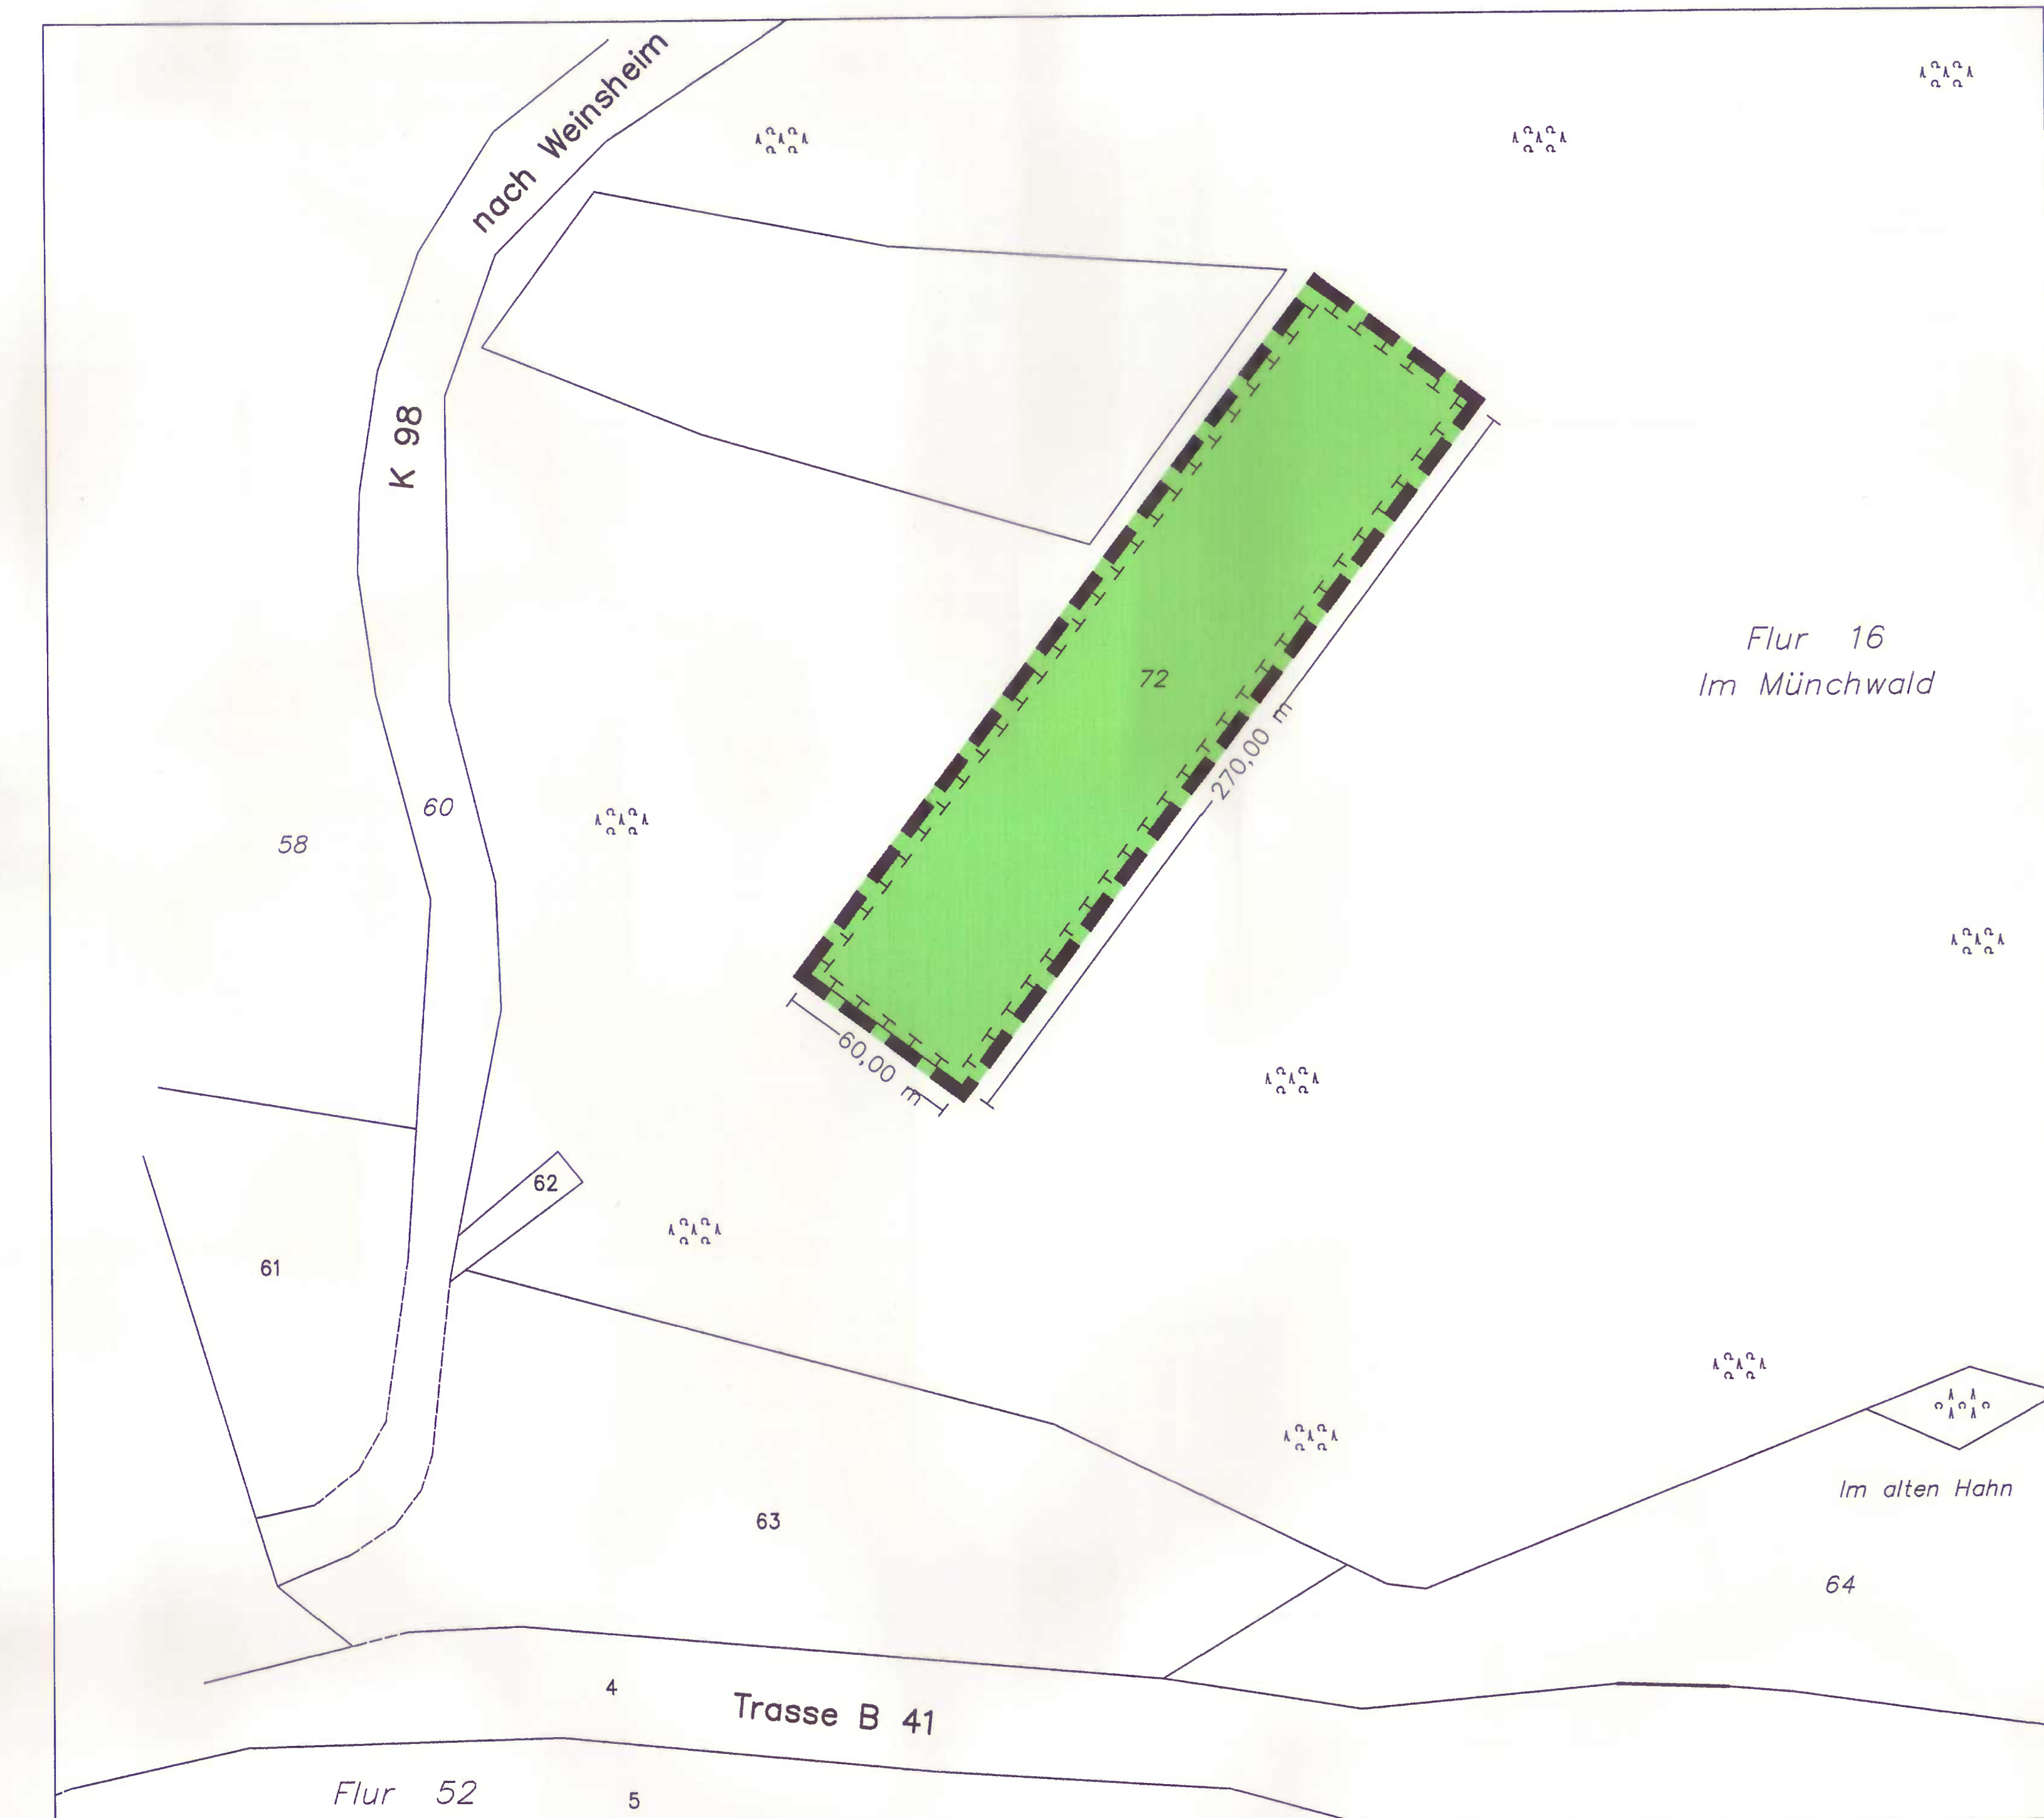 nach Weinsheim
K 98
Flur 16
Im Münchwald
72
270,00 m
60
58
60,00 m
62
61
Im alten Hahn
63
64
4
Trasse B 41
Flur 52
5